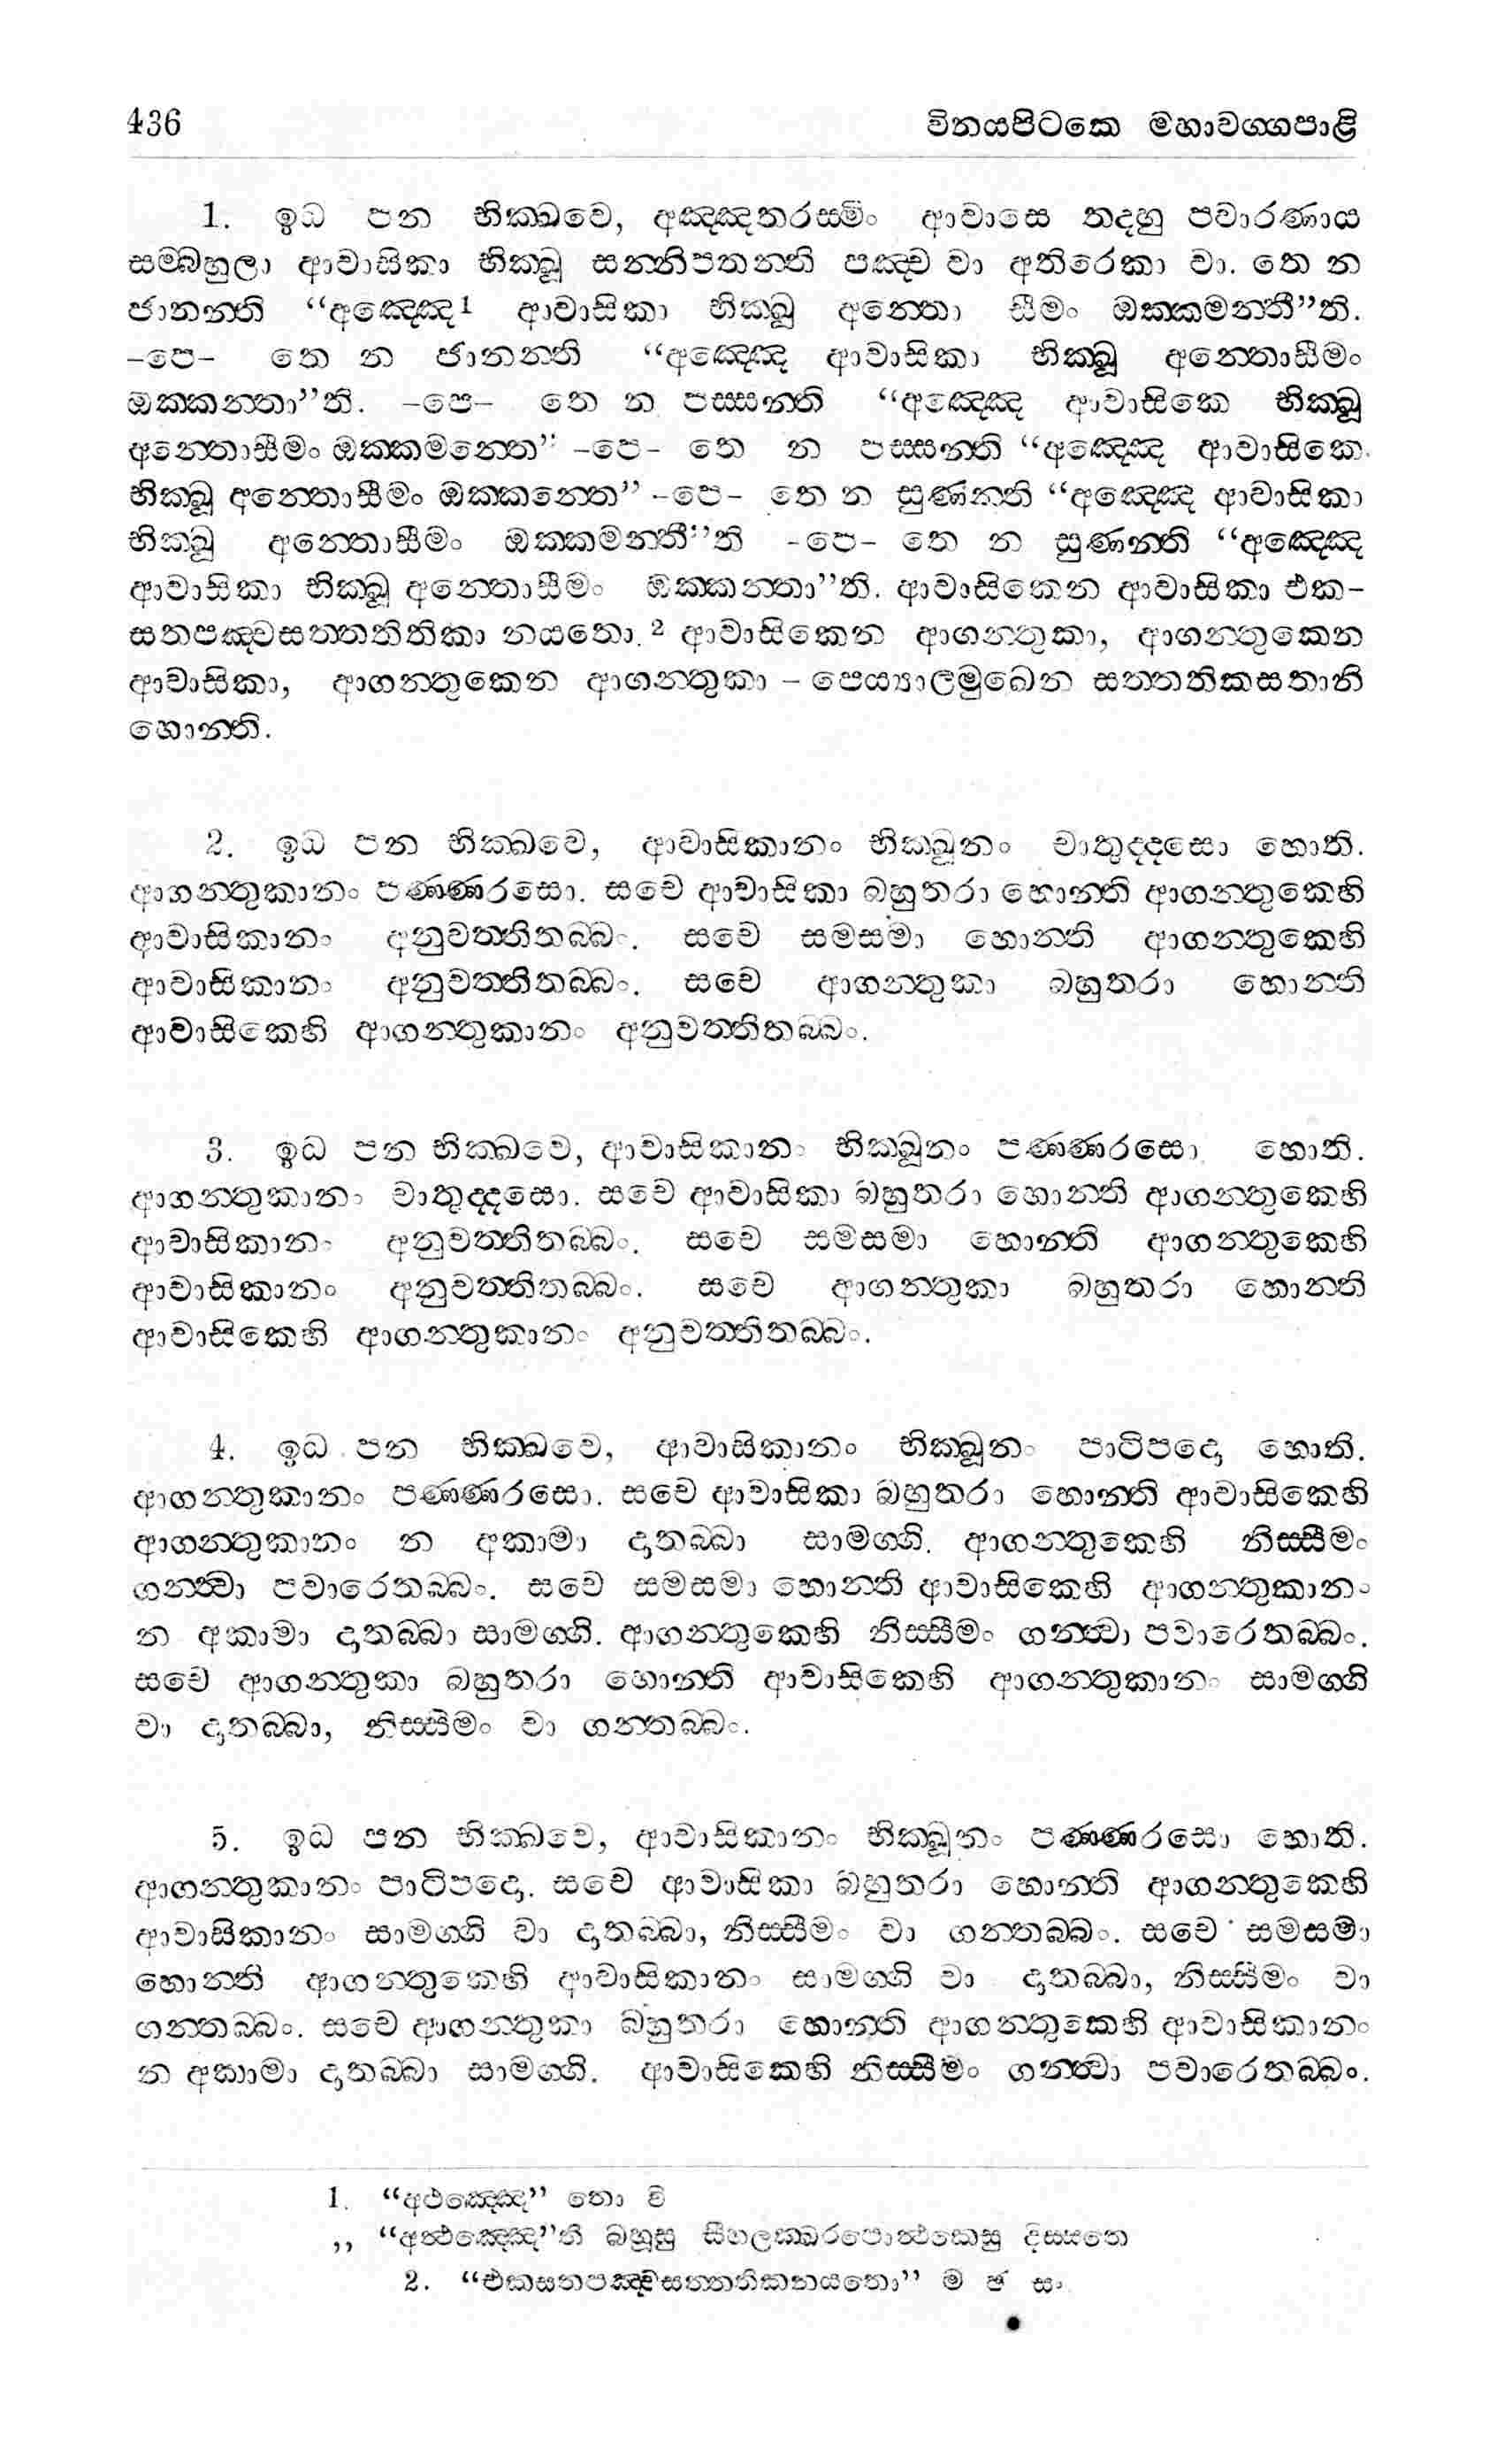 436 විනයපිටකෙ මහාවග්ගපාළි
1. ඉධ පන භික්ඛවෙ, අඤ්ඤතරස්මිං ආවාසෙ තදහු පවාරණාය
සම්බහුලා ආවාසිකා භික්ඛූ සන්නිපතන්ති පඤ්ච වා අතිරෙකා වා. තෙ න
ජානන්ති “අඤ්ඤෙ1 ආවාසිකා භික්ඛූ අන්තො සීමං ඔක්කමන්තී”ති.
-පෙ- තෙ න ජානන්ති “අඤ්ඤෙ ආවාසිකා භික්ඛූ අන්තොසීමං
ඔක්කන්තා”ති. -පෙ- තෙ න පස්සන්ති “අඤ්ඤෙ ආවාසිකෙ භික්ඛූ
අන්තොසීමං ඔක්කමන්තෙ” -පෙ- තෙ න පස්සන්ති “අඤ්ඤෙ ආවාසිකෙ
භික්ඛූ අන්තොසීමං ඔක්කන්තෙ” -පෙ- තෙ න සුණන්ති “අඤ්ඤෙ ආවාසිකා
භික්ඛූ අන්තොසීමං ඔක්කමන්තී”ති -පෙ- තෙ න සුණන්ති “අඤ්ඤෙ
ආවාසිකා භික්ඛූ අන්තොසීමං ඔක්කන්තා”ති. ආවාසිකෙන ආවාසිකා එක-
සතපඤ්චසත්තතිතිකා නයතො.2 ආවාසිකෙන ආගන්තුකා, ආගන්තුකෙන
ආවාසිකා, ආගන්තුකෙන ආගන්තුකා – පෙය්‍යාලමුඛෙන සත්තතිකසතානි
හොන්ති.
2. ඉධ පන භික්ඛවෙ, ආවාසිකානං භික්ඛූනං චාතුද්දසො හොති.
ආගන්තුකානං පණ්ණරසො. සචෙ ආවාසිකා බහුතරා හොන්ති ආගන්තුකෙහි
ආවාසිකානං අනුවත්තිතබ්බං. සචෙ සමසමා හොන්ති ආගන්තුකෙහි
ආවාසිකානං අනුවත්තිතබ්බං. සචෙ ආගන්තුකා බහුතරා හොන්ති
ආවාසිකෙහි ආගන්තුකානං අනුවත්තිතබ්බං.
3. ඉධ පන භික්ඛවෙ, ආවාසිකානං භික්ඛූනං පණ්ණරසො හොති.
ආගන්තුකානං චාතුද්දසො. සචෙ ආවාසිකා බහුතරා හොන්ති ආගන්තුකෙහි
ආවාසිකානං අනුවත්තිතබ්බං. සචෙ සමසමා හොන්ති ආගන්තුකෙහි
ආවාසිකානං අනුවත්තිතබ්බං. සචෙ ආගන්තුකා බහුතරා හොන්ති
ආවාසිකෙහි ආගන්තුකානං අනුවත්තිතබ්බං.
4. ඉධ පන භික්ඛවෙ, ආවාසිකානං භික්ඛූනං පාටිපදො හොති.
ආගන්තුකානං පණ්ණරසො. සචෙ ආවාසිකා බහුතරා හොන්ති ආවාසිකෙහි
ආගන්තුකානං න අකාමා දාතබ්බා සාමග්ගි. ආගන්තුකෙහි නිස්සීමං
ගන්ත්‍වා පවාරෙතබ්බං. සචෙ සමසමා හොන්ති ආවාසිකෙහි ආගන්තුකානං
න අකාමා දාතබ්බා සාමග්ගි. ආගන්තුකෙහි නිස්සීමං ගන්ත්‍වා පවාරෙතබ්බං.
සචෙ ආගන්තුකා බහුතරා හොන්ති ආවාසිකෙහි ආගන්තුකානං සාමග්ගි
වා දාතබ්බා, නිස්සීමං වා ගන්තබ්බං.
5. ඉධ පන භික්ඛවෙ, ආවාසිකානං භික්ඛූනං පණ්ණරසො හොති.
ආගන්තුකානං පාටිපදො. සචෙ ආවාසිකා බහුතරා හොන්ති ආගන්තුකෙහි
ආවාසිකානං සාමග්ගි වා දාතබ්බා, නිස්සීමං වා ගන්තබ්බං. සචෙ සමසමා
හොන්ති ආගන්තුකෙහි ආවාසිකානං සාමග්ගි වා දාතබ්බා, නිස්සීමං වා
ගන්තබ්බං. සචෙ ආගන්තුකා බහුතරා හොන්ති ආගන්තුකෙහි ආවාසිකානං
න අකාමා දාතබ්බා සාමග්ගි. ආවාසිකෙහි නිස්සීමං ගන්ත්‍වා පවාරෙතබ්බං.
1. “අථඤ්ඤෙ” තො වි
,, “අත්‍ථඤ්ඤෙ”ති බහූසු සීහලක්ඛරපොත්‍ථකෙසු දිස්සතෙ
2. “එකසතපඤ්චසත්තතිකනයතො” ම ඡ සං